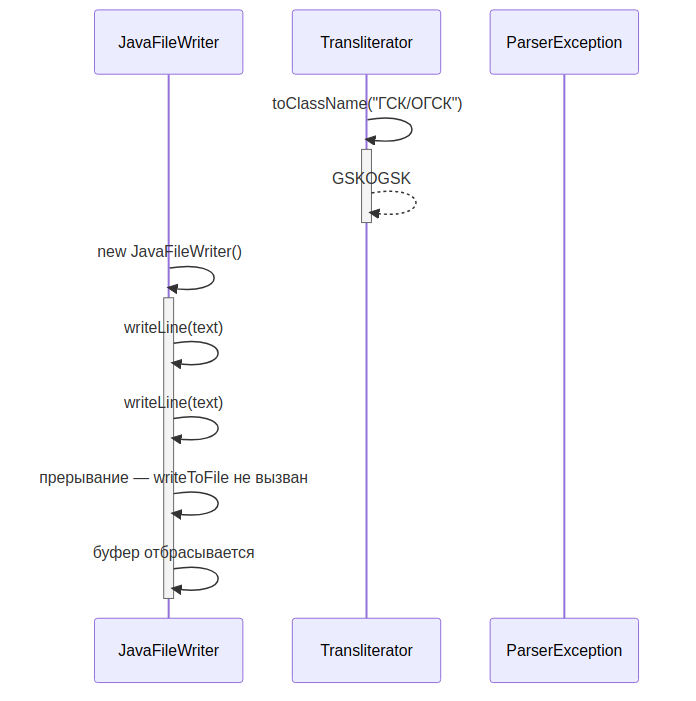 JavaFileWriter
Transliterator
ParserException
toClassName("ГСК/ОГСК")
GSKOGSK
new JavaFileWriter()
writeLine(text)
writeLine(text)
прерывание — writeToFile не вызван
буфер отбрасывается
JavaFileWriter
Transliterator
ParserException